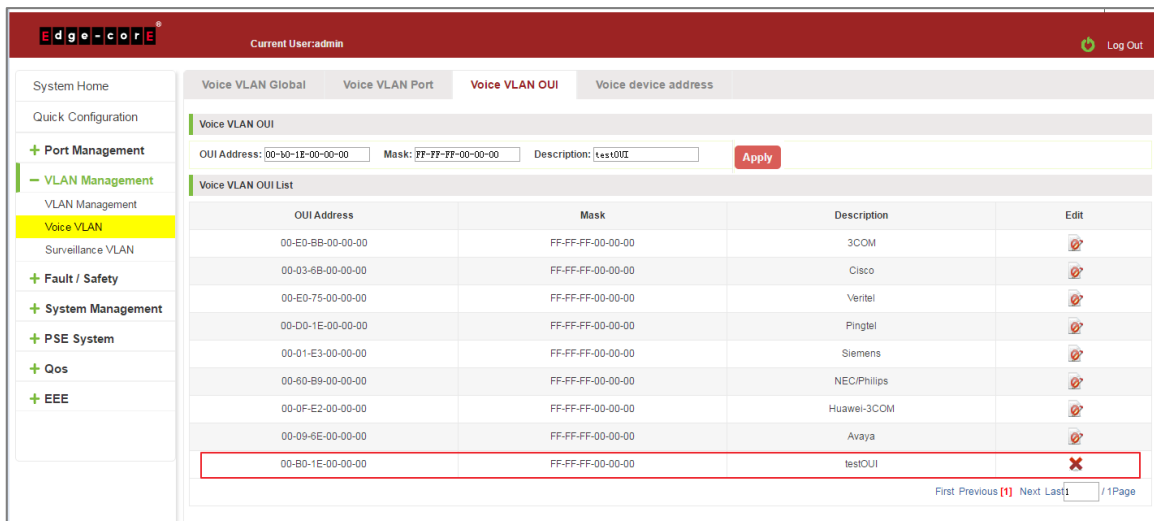 Edge-corE®
Current User:admin
Log Out
System Home
Quick Configuration
+ Port Management
− VLAN Management
VLAN Management
Voice VLAN
Surveillance VLAN
+ Fault / Safety
+ System Management
+ PSE System
+ Qos
+ EEE
Voice VLAN Global Voice VLAN Port Voice VLAN OUI Voice device address
Voice VLAN OUI
OUI Address: 00-b0-1E-00-00-00 Mask: FF-FF-FF-00-00-00 Description: testOUI Apply
Voice VLAN OUI List
OUI Address Mask Description Edit
00-E0-BB-00-00-00 FF-FF-FF-00-00-00 3COM
00-03-6B-00-00-00 FF-FF-FF-00-00-00 Cisco
00-E0-75-00-00-00 FF-FF-FF-00-00-00 Veritel
00-D0-1E-00-00-00 FF-FF-FF-00-00-00 Pingtel
00-01-E3-00-00-00 FF-FF-FF-00-00-00 Siemens
00-60-B9-00-00-00 FF-FF-FF-00-00-00 NEC/Philips
00-0F-E2-00-00-00 FF-FF-FF-00-00-00 Huawei-3COM
00-09-6E-00-00-00 FF-FF-FF-00-00-00 Avaya
00-B0-1E-00-00-00 FF-FF-FF-00-00-00 testOUI
First Previous [1] Next Last 1 / 1Page